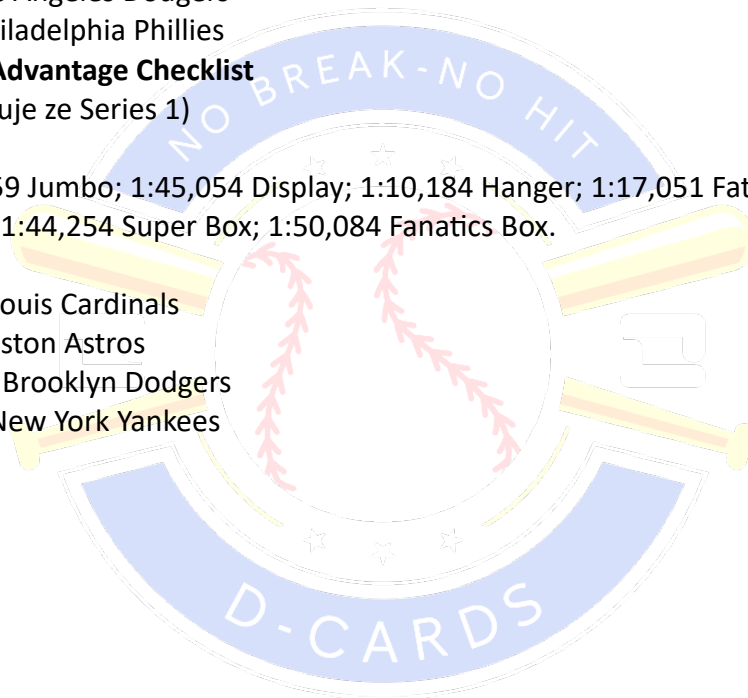 Angeles Dodgers
iladelphia Phillies
Advantage Checklist
uje ze Series 1)
59 Jumbo; 1:45,054 Display; 1:10,184 Hanger; 1:17,051 Fat
1:44,254 Super Box; 1:50,084 Fanatics Box.
ouis Cardinals
ston Astros
Brooklyn Dodgers
New York Yankees
NO BREAK-NO HIT
D-CARDS